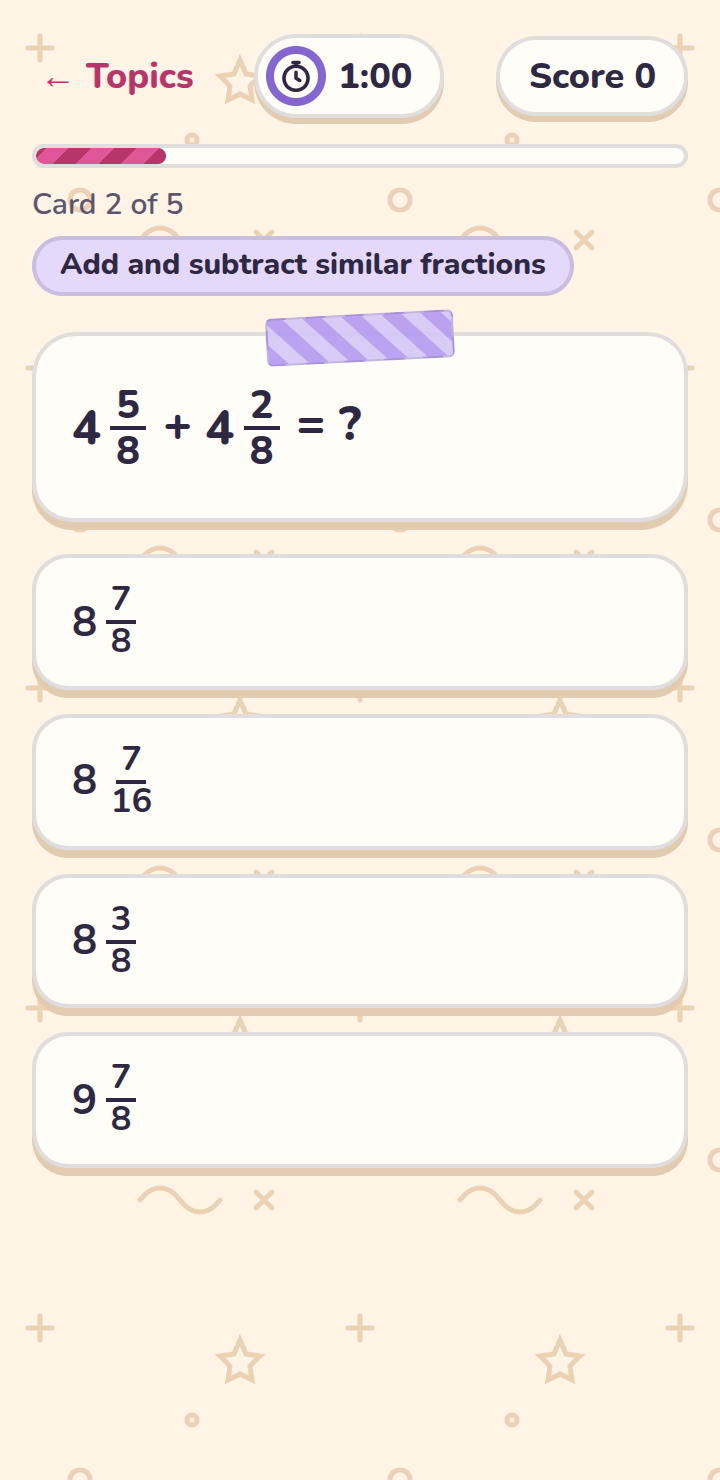 ← Topics
1:00
Score 0
Card 2 of 5
Add and subtract similar fractions
4 5/8 + 4 2/8 = ?
8 7/8
8 7/16
8 3/8
9 7/8